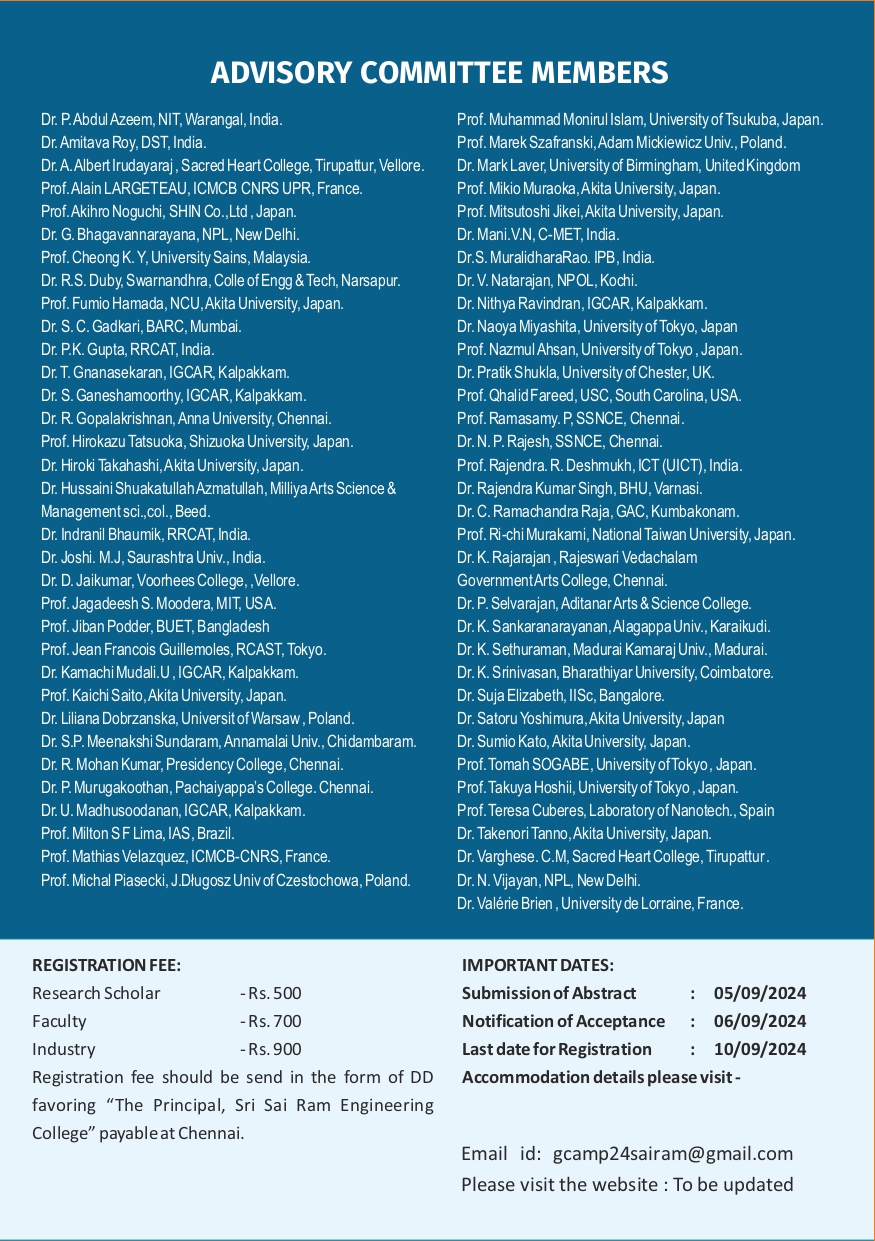 ADVISORY COMMITTEE MEMBERS
Dr. P. Abdul Azeem, NIT, Warangal, India.
Dr. Amitava Roy, DST, India.
Dr. A. Albert Irudayaraj , Sacred Heart College, Tirupattur, Vellore.
Prof. Alain LARGETEAU, ICMCB CNRS UPR, France.
Prof. Akihro Noguchi, SHIN Co.,Ltd , Japan.
Dr. G. Bhagavannarayana, NPL, New Delhi.
Prof. Cheong K. Y, University Sains, Malaysia.
Dr. R.S. Duby, Swarnandhra, Colle of Engg & Tech, Narsapur.
Prof. Fumio Hamada, NCU, Akita University, Japan.
Dr. S. C. Gadkari, BARC, Mumbai.
Dr. P.K. Gupta, RRCAT, India.
Dr. T. Gnanasekaran, IGCAR, Kalpakkam.
Dr. S. Ganeshamoorthy, IGCAR, Kalpakkam.
Dr. R. Gopalakrishnan, Anna University, Chennai.
Prof. Hirokazu Tatsuoka, Shizuoka University, Japan.
Dr. Hiroki Takahashi, Akita University, Japan.
Dr. Hussaini Shuakatullah Azmatullah, Milliya Arts Science &
Management sci.,col., Beed.
Dr. Indranil Bhaumik, RRCAT, India.
Dr. Joshi. M.J, Saurashtra Univ., India.
Dr. D. Jaikumar, Voorhees College, ,Vellore.
Prof. Jagadeesh S. Moodera, MIT, USA.
Prof. Jiban Podder, BUET, Bangladesh
Prof. Jean Francois Guillemoles, RCAST, Tokyo.
Dr. Kamachi Mudali.U , IGCAR, Kalpakkam.
Prof. Kaichi Saito, Akita University, Japan.
Dr. Liliana Dobrzanska, Universit of Warsaw , Poland.
Dr. S.P. Meenakshi Sundaram, Annamalai Univ., Chidambaram.
Dr. R. Mohan Kumar, Presidency College, Chennai.
Dr. P. Murugakoothan, Pachaiyappa's College. Chennai.
Dr. U. Madhusoodanan, IGCAR, Kalpakkam.
Prof. Milton S F Lima, IAS, Brazil.
Prof. Mathias Velazquez, ICMCB-CNRS, France.
Prof. Michal Piasecki, J.Długosz Univ of Czestochowa, Poland.
Prof. Muhammad Monirul Islam, University of Tsukuba, Japan.
Prof. Marek Szafranski, Adam Mickiewicz Univ., Poland.
Dr. Mark Laver, University of Birmingham, United Kingdom
Prof. Mikio Muraoka, Akita University, Japan.
Prof. Mitsutoshi Jikei, Akita University, Japan.
Dr. Mani.V.N, C-MET, India.
Dr.S. MuralidharaRao. IPB, India.
Dr. V. Natarajan, NPOL, Kochi.
Dr. Nithya Ravindran, IGCAR, Kalpakkam.
Dr. Naoya Miyashita, University of Tokyo, Japan
Prof. Nazmul Ahsan, University of Tokyo , Japan.
Dr. Pratik Shukla, University of Chester, UK.
Prof. Qhalid Fareed, USC, South Carolina, USA.
Prof. Ramasamy. P, SSNCE, Chennai.
Dr. N. P. Rajesh, SSNCE, Chennai.
Prof. Rajendra. R. Deshmukh, ICT (UICT), India.
Dr. Rajendra Kumar Singh, BHU, Varnasi.
Dr. C. Ramachandra Raja, GAC, Kumbakonam.
Prof. Ri-chi Murakami, National Taiwan University, Japan.
Dr. K. Rajarajan , Rajeswari Vedachalam
Government Arts College, Chennai.
Dr. P. Selvarajan, Aditanar Arts & Science College.
Dr. K. Sankaranarayanan, Alagappa Univ., Karaikudi.
Dr. K. Sethuraman, Madurai Kamaraj Univ., Madurai.
Dr. K. Srinivasan, Bharathiyar University, Coimbatore.
Dr. Suja Elizabeth, IISc, Bangalore.
Dr. Satoru Yoshimura, Akita University, Japan
Dr. Sumio Kato, Akita University, Japan.
Prof. Tomah SOGABE, University of Tokyo , Japan.
Prof. Takuya Hoshii, University of Tokyo , Japan.
Prof. Teresa Cuberes, Laboratory of Nanotech., Spain
Dr. Takenori Tanno, Akita University, Japan.
Dr. Varghese. C.M, Sacred Heart College, Tirupattur .
Dr. N. Vijayan, NPL, New Delhi.
Dr. Valérie Brien , University de Lorraine, France.
REGISTRATION FEE:
Research Scholar - Rs. 500
Faculty - Rs. 700
Industry - Rs. 900
Registration fee should be send in the form of DD
favoring “The Principal, Sri Sai Ram Engineering
College” payable at Chennai.
IMPORTANT DATES:
Submission of Abstract : 05/09/2024
Notification of Acceptance : 06/09/2024
Last date for Registration : 10/09/2024
Accommodation details please visit -
Email id: gcamp24sairam@gmail.com
Please visit the website : To be updated